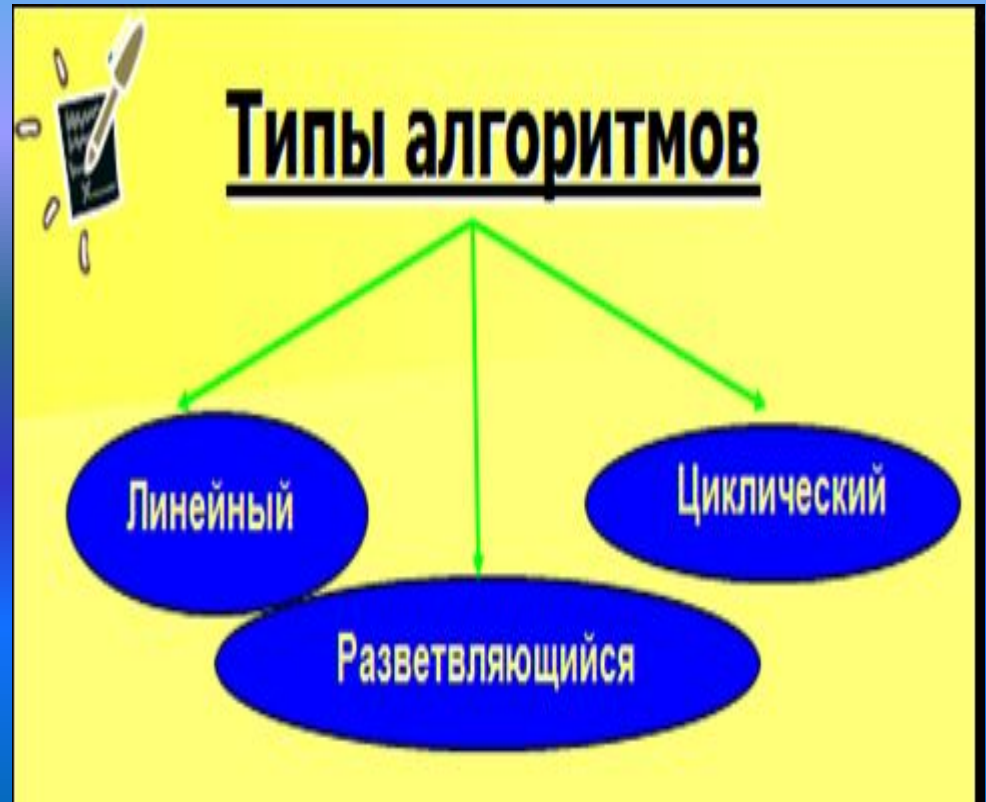 Типы алгоритмов
Линейный
Циклический
Разветвляющийся